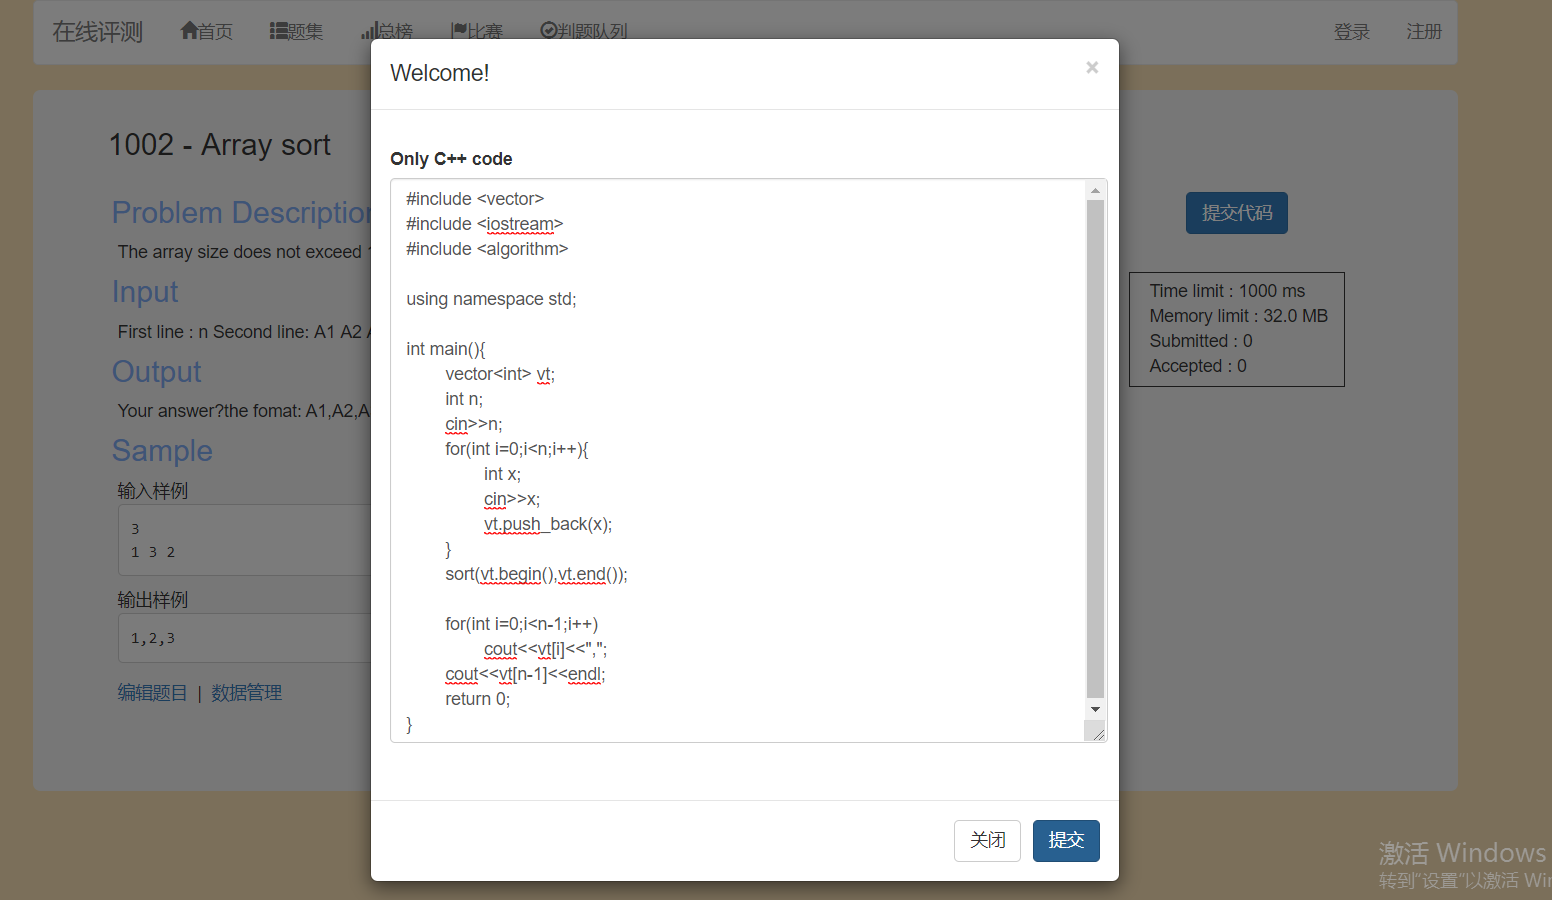 在线评测 首页 题集 总榜 比赛 判题队列 登录 注册
Welcome! ×
1002 - Array sort
Only C++ code
#include <vector>
#include <iostream>
#include <algorithm>
using namespace std;
int main(){
vector<int> vt;
int n;
cin>>n;
for(int i=0;i<n;i++){
int x;
cin>>x;
vt.push_back(x);
}
sort(vt.begin(),vt.end());
for(int i=0;i<n-1;i++)
cout<<vt[i]<<",";
cout<<vt[n-1]<<endl;
return 0;
}
关闭 提交
Problem Description
The array size does not exceed
Input
First line : n Second line: A1 A2
Output
Your answer?the fomat: A1,A2,A
Sample
输入样例
3
1 3 2
输出样例
1,2,3
编辑题目 | 数据管理
提交代码
Time limit : 1000 ms
Memory limit : 32.0 MB
Submitted : 0
Accepted : 0
激活 Windows
转到"设置"以激活 Win